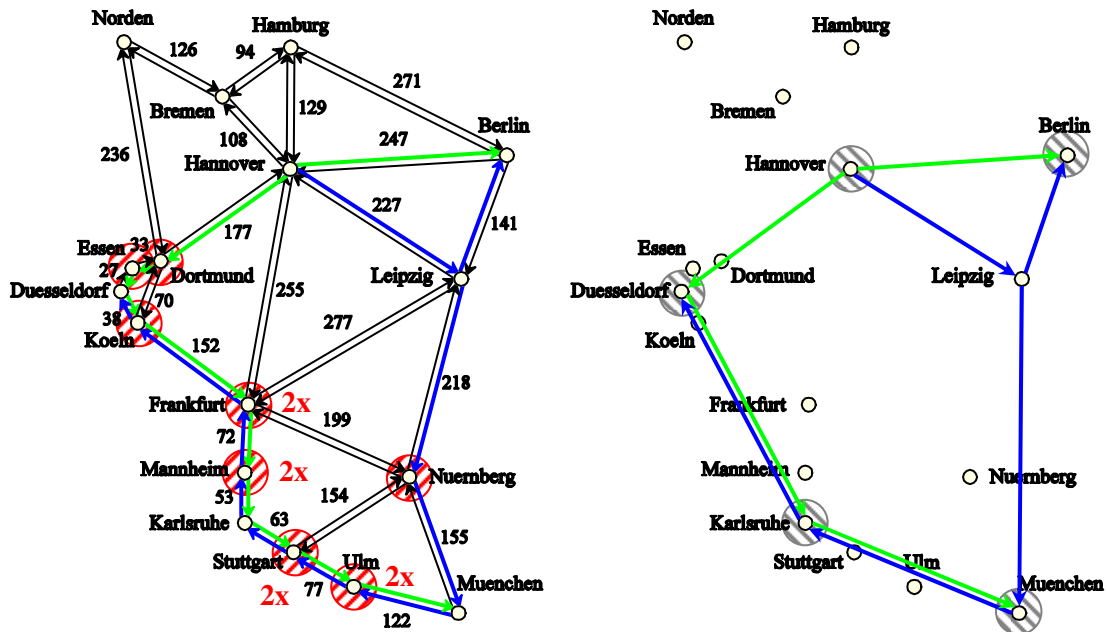 Norden
Hamburg
126
94
271
Bremen
129
Berlin
108
247
236
Hannover
227
177
141
Essen
33
27
Dortmund
Leipzig
Duesseldorf
70
255
38
277
Koeln
152
218
Frankfurt
2x
199
72
Mannheim
2x
Nuernberg
53
154
Karlsruhe
63
155
Stuttgart
Ulm
2x
77
2x
Muenchen
122
Norden
Hamburg
Bremen
Berlin
Hannover
Essen
Dortmund
Leipzig
Duesseldorf
Koeln
Frankfurt
Mannheim
Nuernberg
Karlsruhe
Stuttgart
Ulm
Muenchen